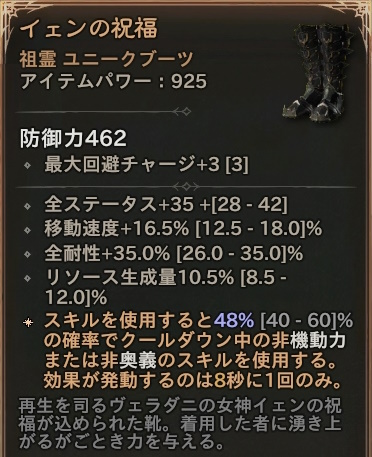 イェンの祝福
祖霊 ユニークブーツ
アイテムパワー：925
防御力462
最大回避チャージ+3 [3]
全ステータス+35 +[28 - 42]
移動速度+16.5% [12.5 - 18.0]%
全耐性+35.0% [26.0 - 35.0]%
リソース生成量10.5% [8.5 -
12.0]%
スキルを使用すると48% [40 - 60]%
の確率でクールダウン中の非機動力
または非奥義のスキルを使用する。
効果が発動するのは8秒に1回のみ。
再生を司るヴェラダニの女神イェンの祝
福が込められた靴。着用した者に湧き上
がるがごとき力を与える。